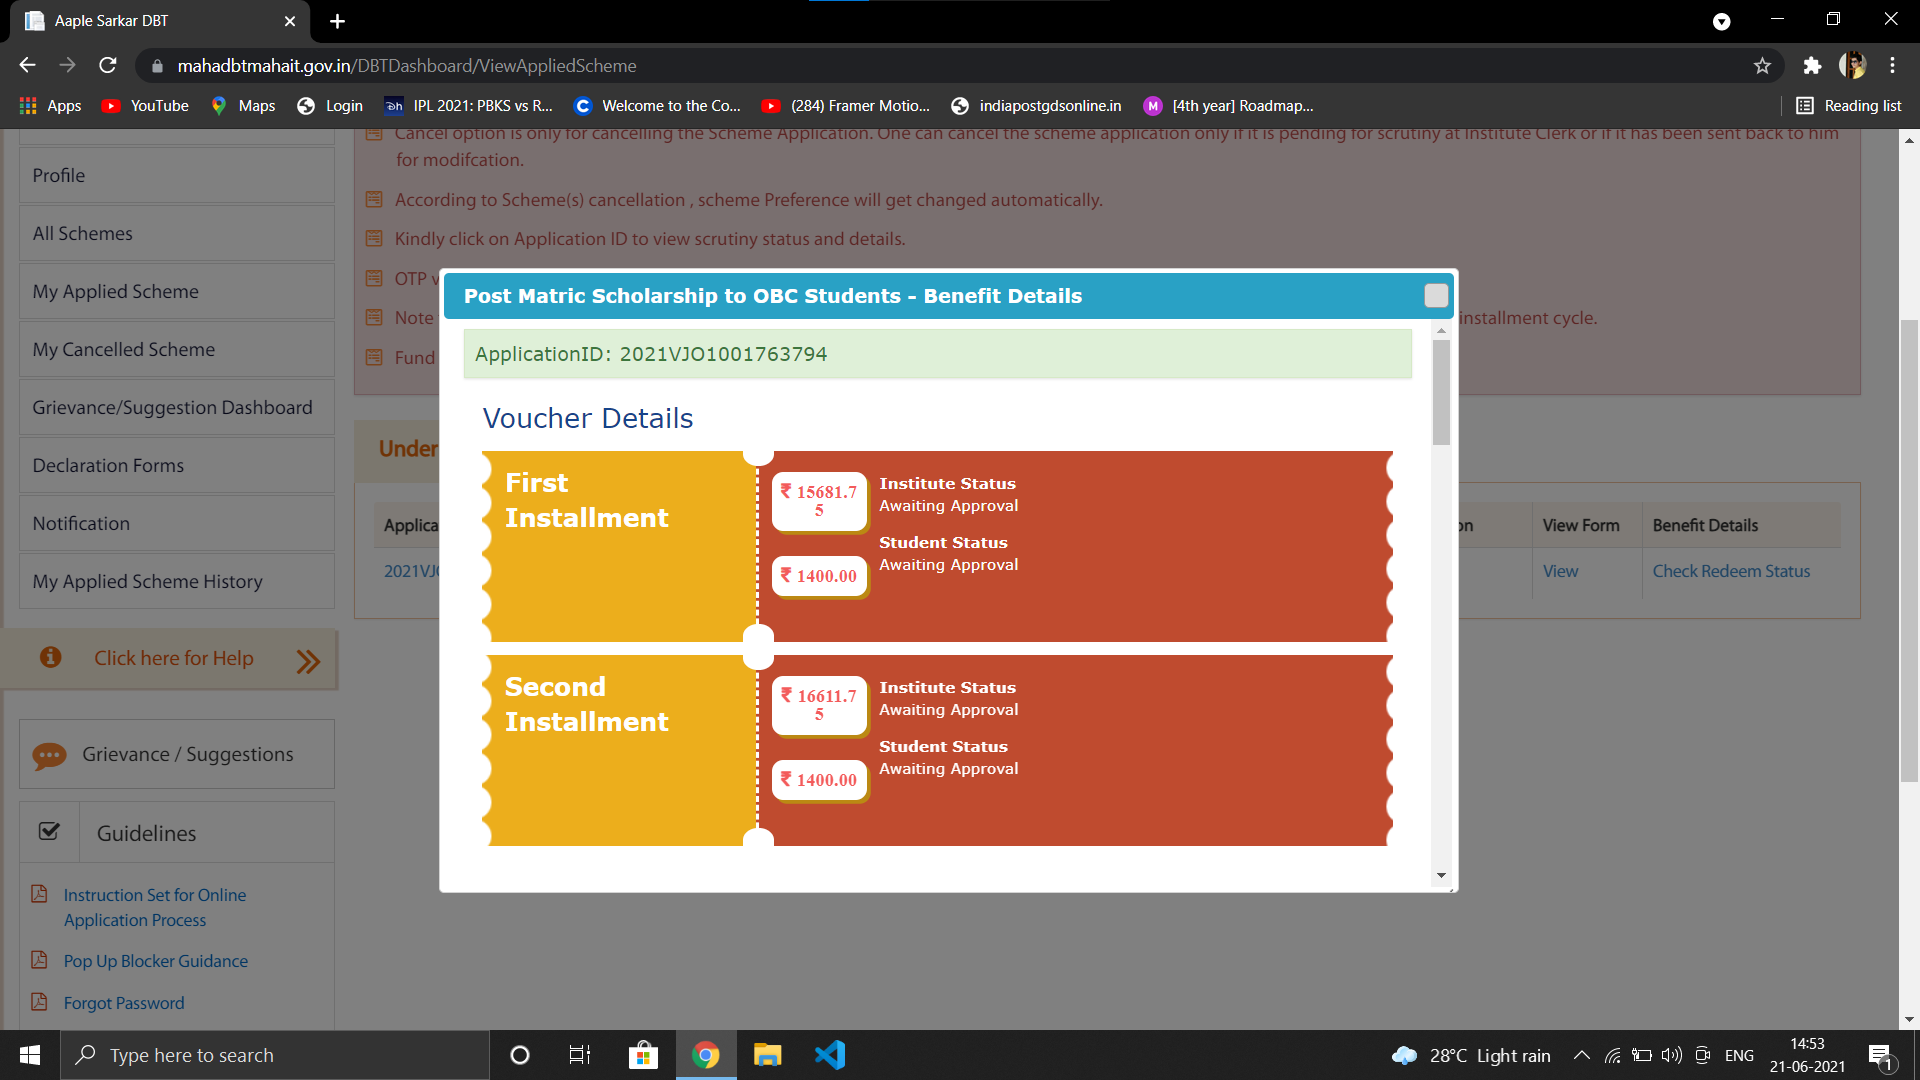 Aaple Sarkar DBT
mahadbtmahait.gov.in/DBTDashboard/ViewAppliedScheme
Apps
YouTube
Maps
Login
IPL 2021: PBKS vs R...
Welcome to the Co...
(284) Framer Motio...
indiapostgdsonline.in
[4th year] Roadmap...
Reading list
Cancel option is only for cancelling the Scheme Application. One can cancel the scheme application only if it is pending for scrutiny at Institute Clerk or if it has been sent back to him
for modifcation.
According to Scheme(s) cancellation , scheme Preference will get changed automatically.
Kindly click on Application ID to view scrutiny status and details.
OTP v
Note
installment cycle.
Fund
Profile
All Schemes
My Applied Scheme
My Cancelled Scheme
Grievance/Suggestion Dashboard
Declaration Forms
Notification
My Applied Scheme History
Click here for Help
Grievance / Suggestions
Guidelines
Instruction Set for Online
Application Process
Pop Up Blocker Guidance
Forgot Password
Under
Applica
on
View Form
Benefit Details
2021VJ
View
Check Redeem Status
Post Matric Scholarship to OBC Students - Benefit Details
ApplicationID: 2021VJO1001763794
Voucher Details
First
Installment
₹ 15681.7
5
Institute Status
Awaiting Approval
₹ 1400.00
Student Status
Awaiting Approval
Second
Installment
₹ 16611.7
5
Institute Status
Awaiting Approval
₹ 1400.00
Student Status
Awaiting Approval
Type here to search
28°C Light rain
ENG
14:53
21-06-2021
1